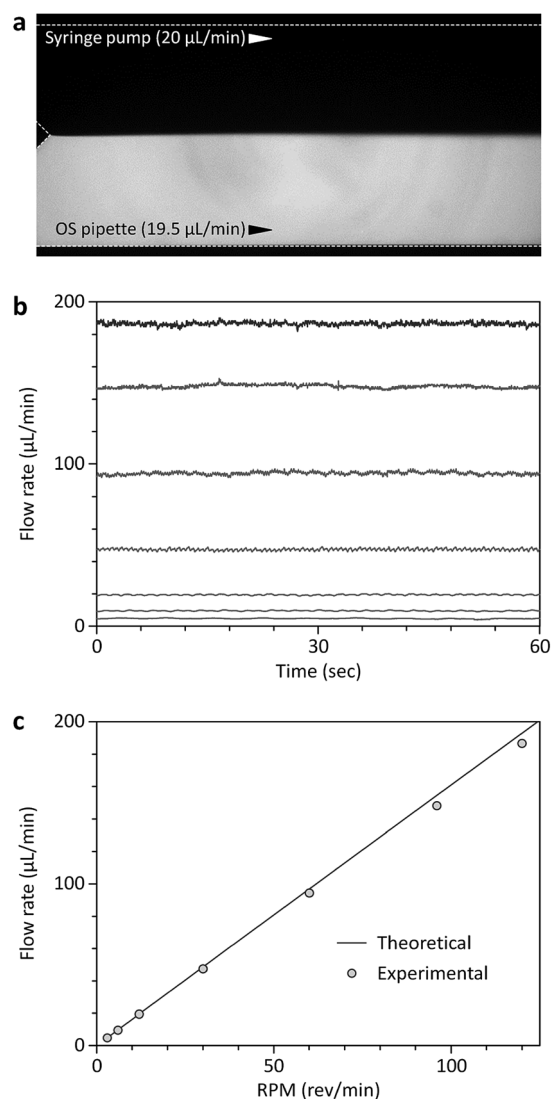 a
Syringe pump (20 µL/min)
OS pipette (19.5 µL/min)
b
200
100
0
Flow rate (µL/min)
0 30 60
Time (sec)
c
200
100
0
Flow rate (µL/min)
Theoretical
Experimental
0 50 100
RPM (rev/min)